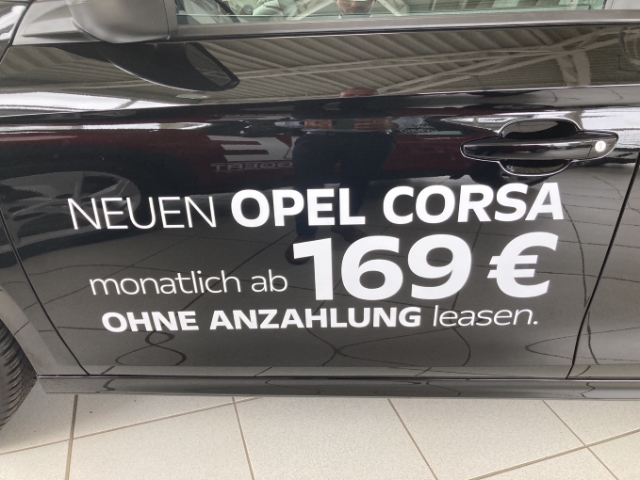 NEUEN OPEL CORSA
monatlich ab 169 €
OHNE ANZAHLUNG leasen.